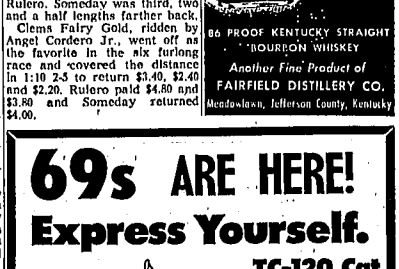 Rulero. Someday was third, two
and a half lengths farther back.
Clems Fairy Gold, ridden by
Angel Cordero Jr., went off as
the favorite in the six furlong
race and covered the distance
in 1:10 2-5 to return $3.40, $2.40
and $2.20. Rulero paid $4.80 and
$3.80 and Someday returned
$4.00.
86 PROOF KENTUCKY STRAIGHT
BOURBON WHISKEY
Another Fine Product of
FAIRFIELD DISTILLERY CO.
Meadowlawn, Jefferson County, Kentucky
69s ARE HERE!
Express Yourself.
TC-120 Cat